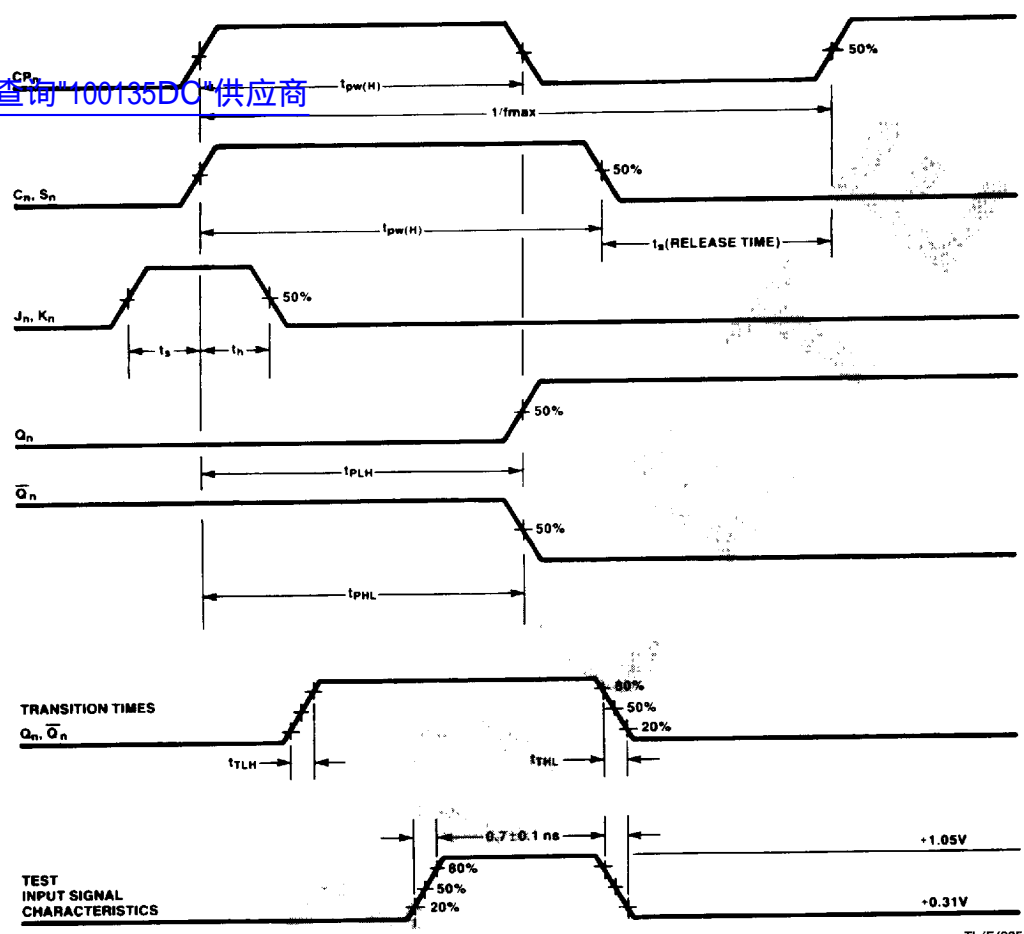 CPn
查询"100135DC"供应商
50%
tpw(H)
1/fmax
Cn, Sn
50%
tpw(H)
ts(RELEASE TIME)
Jn, Kn
50%
ts
th
50%
Qn
tPLH
Q̅n
50%
tPHL
TRANSITION TIMES
Qn, Q̅n
80%
50%
20%
tTLH
tTHL
0.7±0.1 ns
+1.05V
80%
50%
20%
TEST
INPUT SIGNAL
CHARACTERISTICS
+0.31V